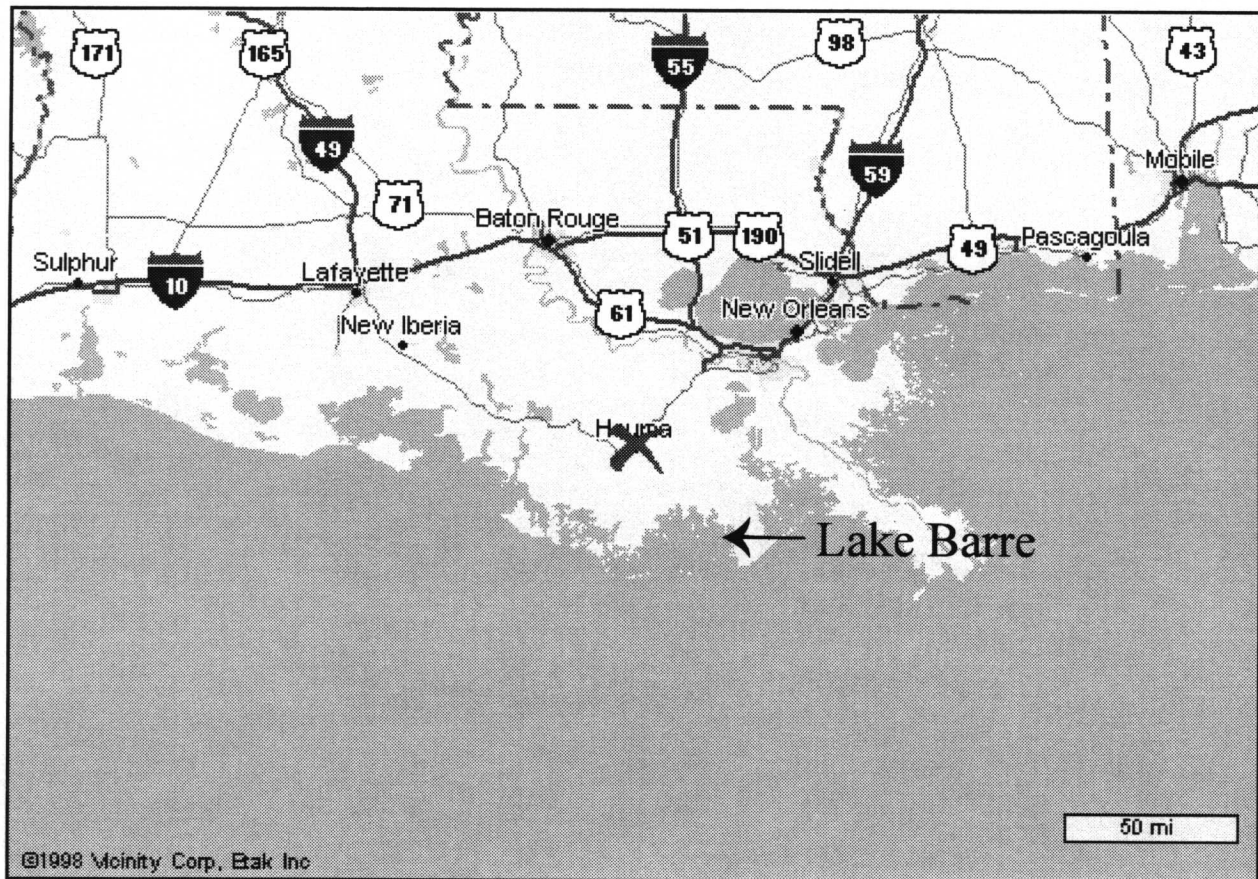 171
165
55
98
43
49
59
Mobile
71
Baton Rouge
51
190
49
Pascagoula
Sulphur
10
Lafayette
Slidell
New Orleans
61
New Iberia
Houma
Lake Barre
50 mi
©1998 Vicinity Corp, Etak Inc